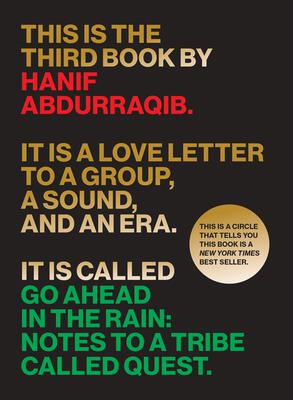 THIS IS THE
THIRD BOOK BY
HANIF
ABDURRAQIB.
IT IS A LOVE LETTER
TO A GROUP,
A SOUND,
AND AN ERA.
THIS IS A CIRCLE
THAT TELLS YOU
THIS BOOK IS A
NEW YORK TIMES
BEST SELLER.
IT IS CALLED
GO AHEAD
IN THE RAIN:
NOTES TO A TRIBE
CALLED QUEST.